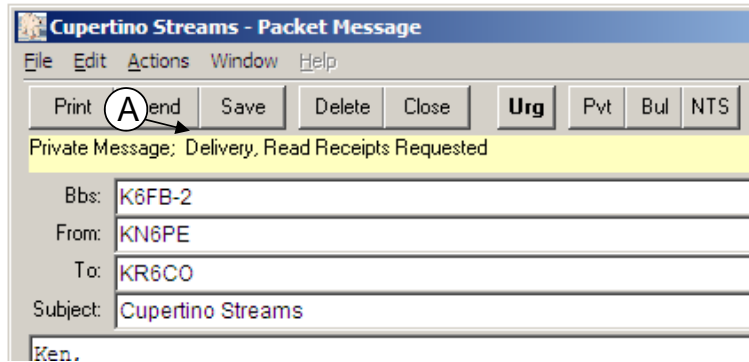 Cupertino Streams - Packet Message
File Edit Actions Window Help
Print A end Save Delete Close Urg Pvt Bul NTS
Private Message; Delivery, Read Receipts Requested
Bbs: K6FB-2
From: KN6PE
To: KR6CO
Subject: Cupertino Streams
Ken,